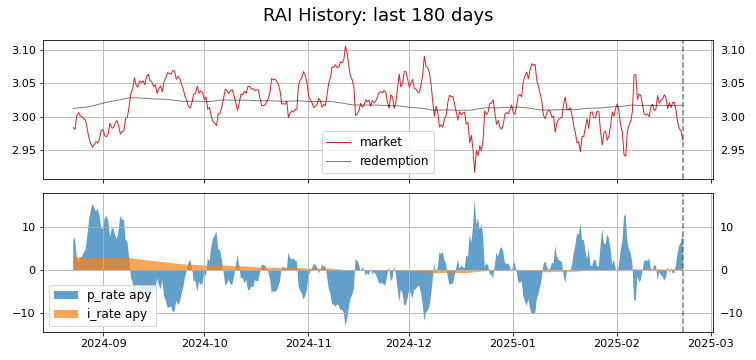 RAI History: last 180 days
3.10 3.10
3.05 3.05
3.00 3.00
2.95 2.95
market
redemption
10 10
0 0
−10 −10
p_rate apy
i_rate apy
2024-09 2024-10 2024-11 2024-12 2025-01 2025-02 2025-03